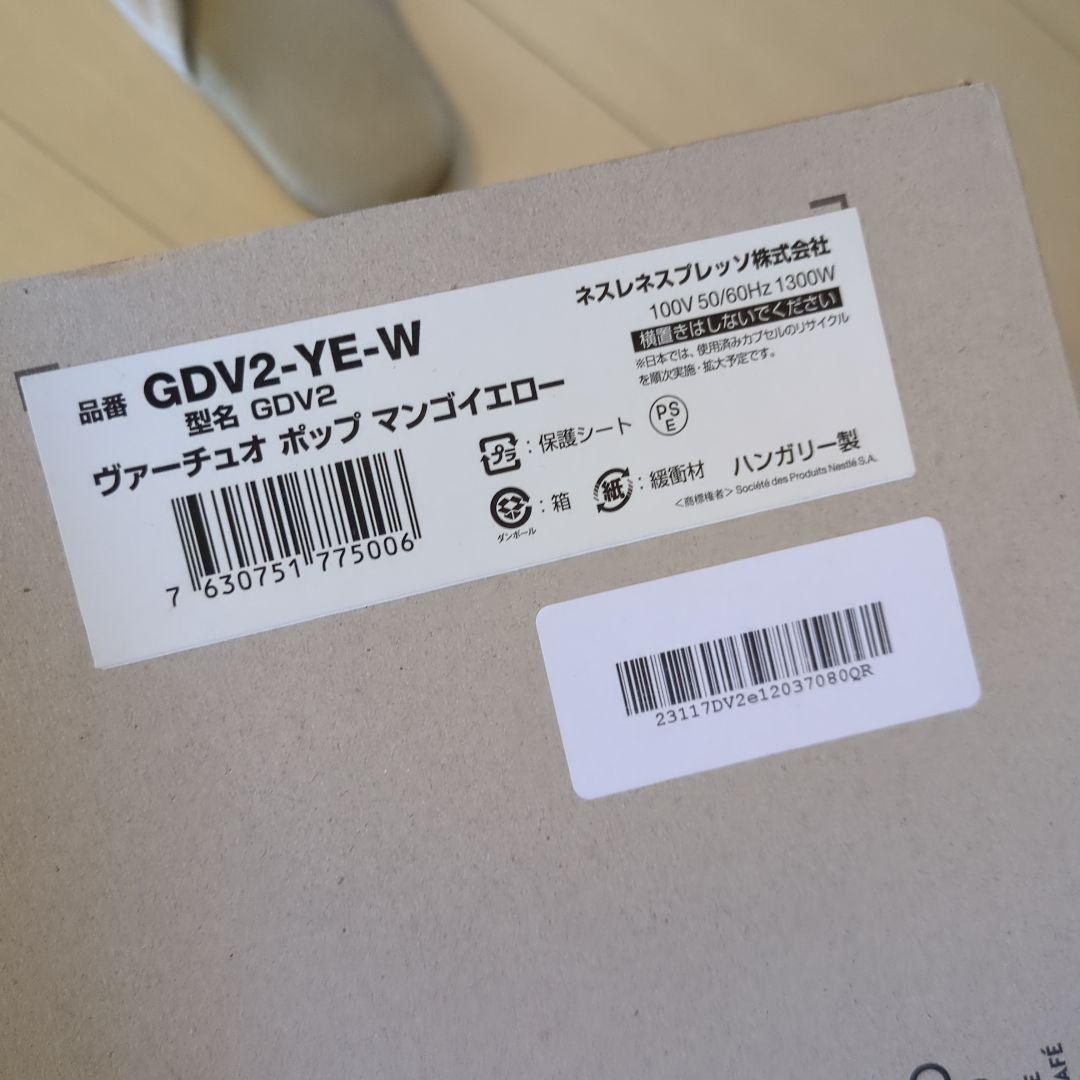 品番 GDV2-YE-W
型名 GDV2
ヴァーチュオ ポップ マンゴイエロー
7 630751 775006
ネスレネスプレッソ株式会社
100V 50/60Hz 1300W
横置きはしないでください
※日本では、使用済みカプセルのリサイクル
を順次実施・拡大予定です。
プラ : 保護シート
PS
E
ダンボール : 箱
紙 : 緩衝材
ハンガリー製
<商標権者> Société des Produits Nestlé S.A.
23117DV2e12037080QR